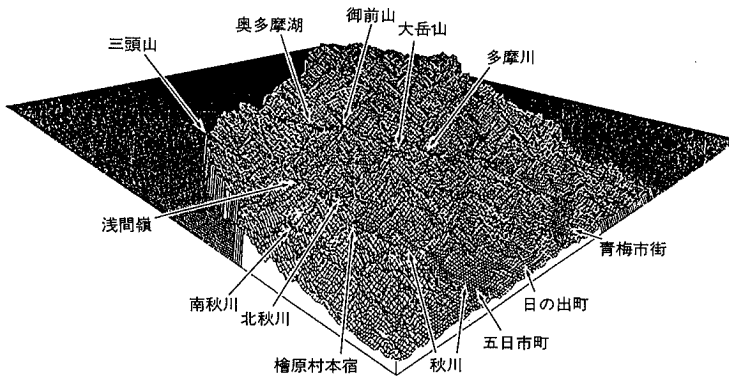 御前山
奥多摩湖
大岳山
三頭山
多摩川
浅間嶺
青梅市街
南秋川
北秋川
日の出町
五日市町
檜原村本宿
秋川